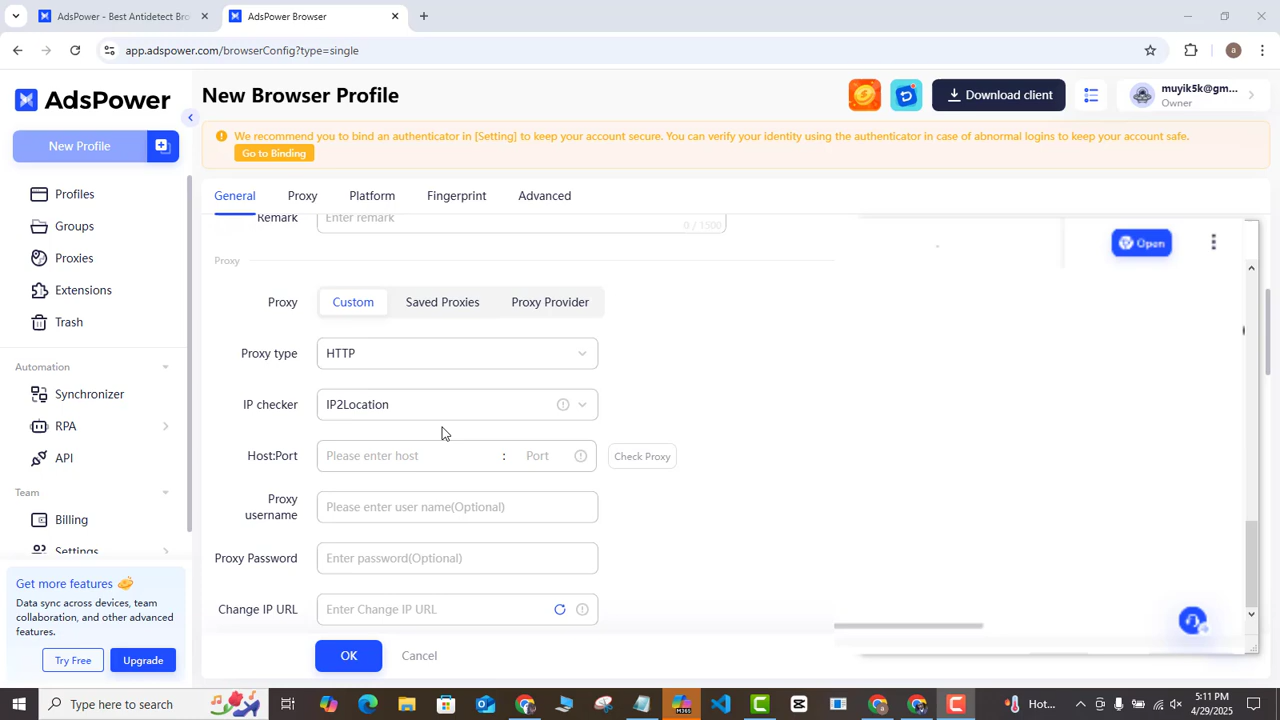 AdsPower - Best Antidetect Bro
AdsPower Browser
app.adspower.com/browserConfig?type=single
a
AdsPower
New Browser Profile
Download client
muyik5k@gm...
Owner
New Profile
We recommend you to bind an authenticator in [Setting] to keep your account secure. You can verify your identity using the authenticator in case of abnormal logins to keep your account safe.
Go to Binding
General
Proxy
Platform
Fingerprint
Advanced
Profiles
Groups
Proxies
Extensions
Trash
Automation
Synchronizer
RPA
API
Team
Billing
Settings
Get more features
Data sync across devices, team
collaboration, and other advanced
features.
Try Free
Upgrade
Remark
Enter remark
0 / 1500
Open
Proxy
Proxy
Custom
Saved Proxies
Proxy Provider
Proxy type
HTTP
IP checker
IP2Location
Host:Port
Please enter host
:
Port
Check Proxy
Proxy
username
Please enter user name(Optional)
Proxy Password
Enter password(Optional)
Change IP URL
Enter Change IP URL
OK
Cancel
Type here to search
M365
Hot...
5:11 PM
4/29/2025